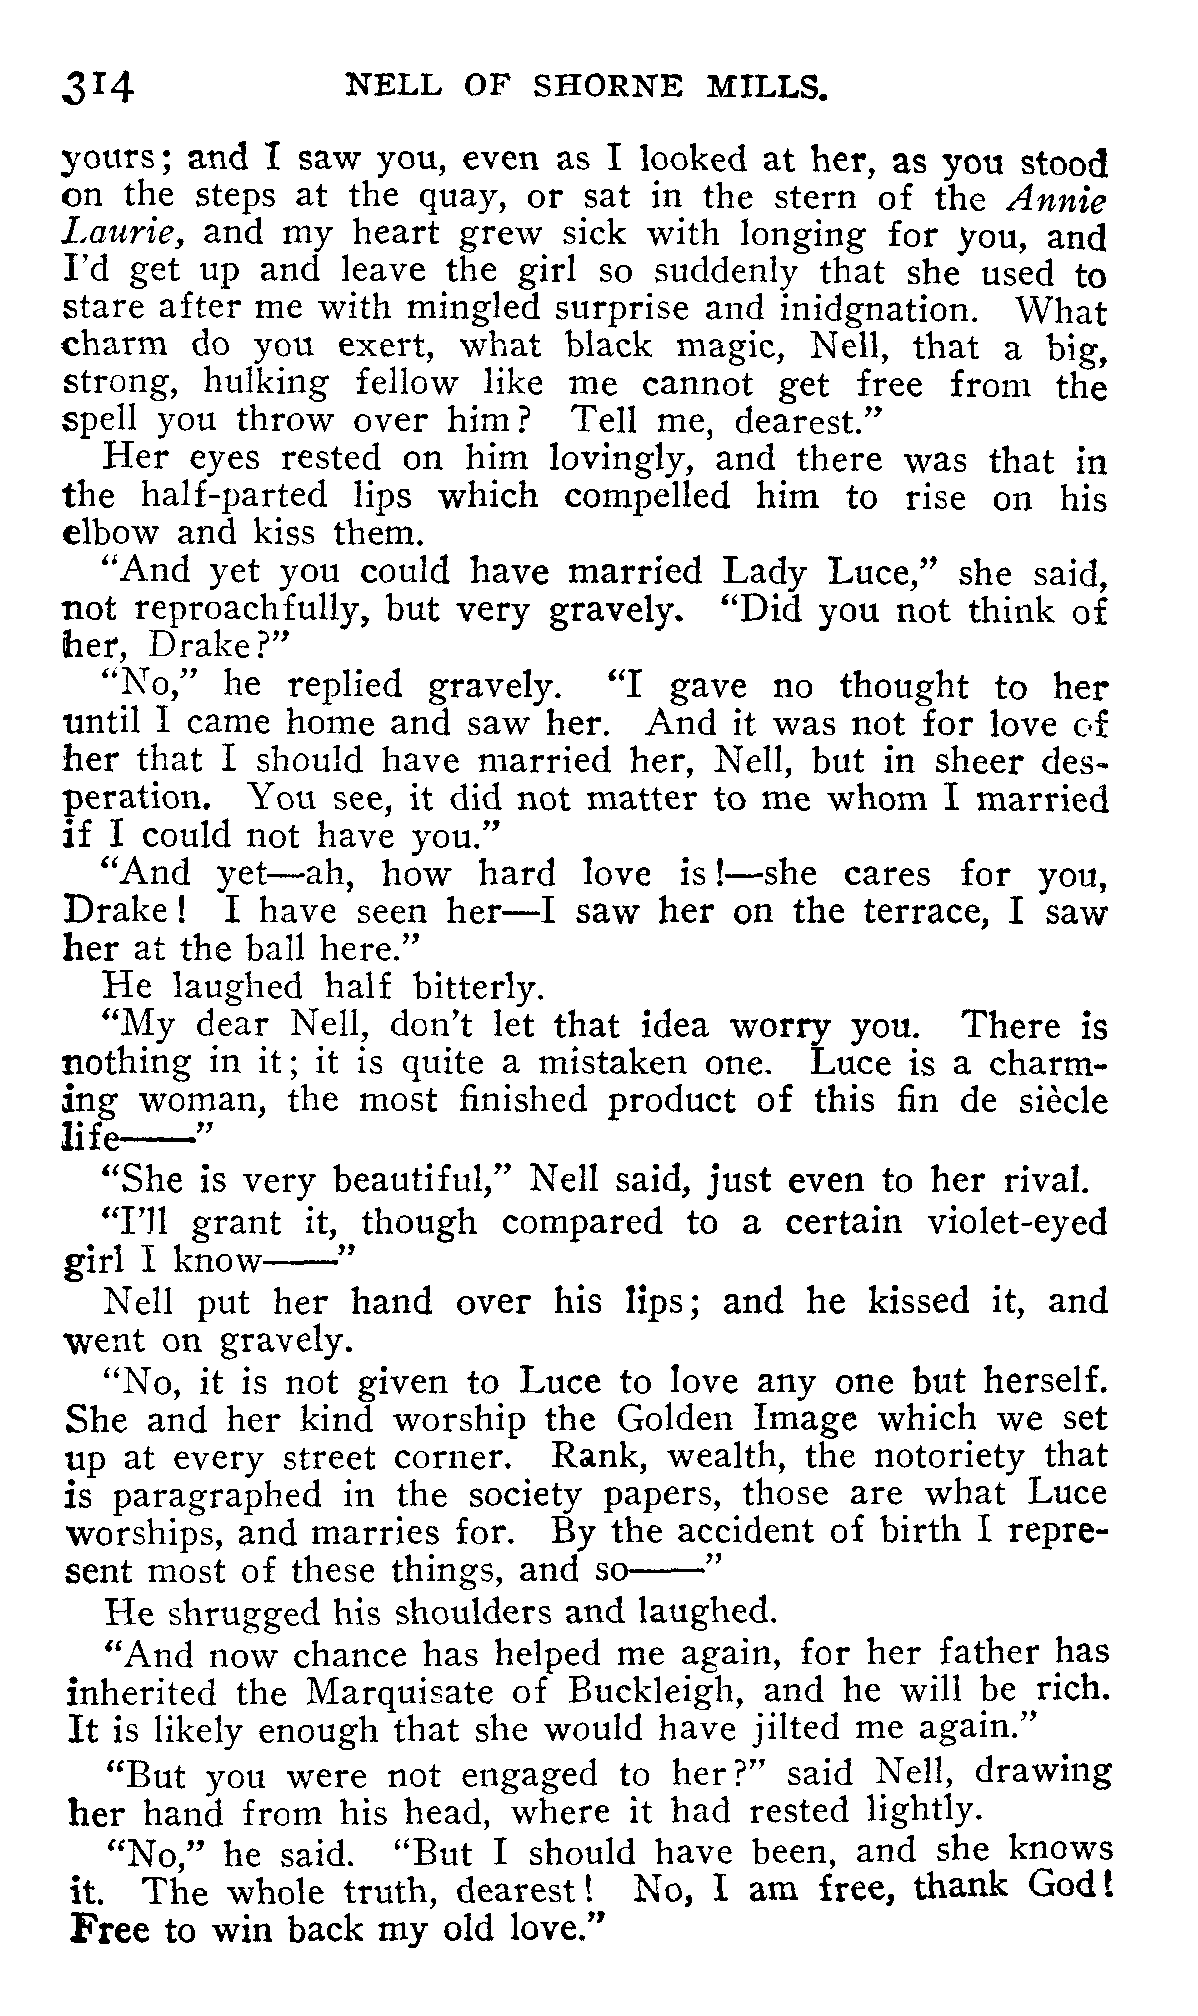 314 NELL OF SHORNE MILLS.
yours; and I saw you, even as I looked at her, as you stood
on the steps at the quay, or sat in the stern of the Annie
Laurie, and my heart grew sick with longing for you, and
I'd get up and leave the girl so suddenly that she used to
stare after me with mingled surprise and inidgnation. What
charm do you exert, what black magic, Nell, that a big,
strong, hulking fellow like me cannot get free from the
spell you throw over him? Tell me, dearest."
Her eyes rested on him lovingly, and there was that in
the half-parted lips which compelled him to rise on his
elbow and kiss them.
"And yet you could have married Lady Luce," she said,
not reproachfully, but very gravely. "Did you not think of
her, Drake?"
"No," he replied gravely. "I gave no thought to her
until I came home and saw her. And it was not for love of
her that I should have married her, Nell, but in sheer des-
peration. You see, it did not matter to me whom I married
if I could not have you."
"And yet—ah, how hard love is!—she cares for you,
Drake! I have seen her—I saw her on the terrace, I saw
her at the ball here."
He laughed half bitterly.
"My dear Nell, don't let that idea worry you. There is
nothing in it; it is quite a mistaken one. Luce is a charm-
ing woman, the most finished product of this fin de siècle
life——"
"She is very beautiful," Nell said, just even to her rival.
"I'll grant it, though compared to a certain violet-eyed
girl I know——"
Nell put her hand over his lips; and he kissed it, and
went on gravely.
"No, it is not given to Luce to love any one but herself.
She and her kind worship the Golden Image which we set
up at every street corner. Rank, wealth, the notoriety that
is paragraphed in the society papers, those are what Luce
worships, and marries for. By the accident of birth I repre-
sent most of these things, and so——"
He shrugged his shoulders and laughed.
"And now chance has helped me again, for her father has
inherited the Marquisate of Buckleigh, and he will be rich.
It is likely enough that she would have jilted me again."
"But you were not engaged to her?" said Nell, drawing
her hand from his head, where it had rested lightly.
"No," he said. "But I should have been, and she knows
it. The whole truth, dearest! No, I am free, thank God!
Free to win back my old love."